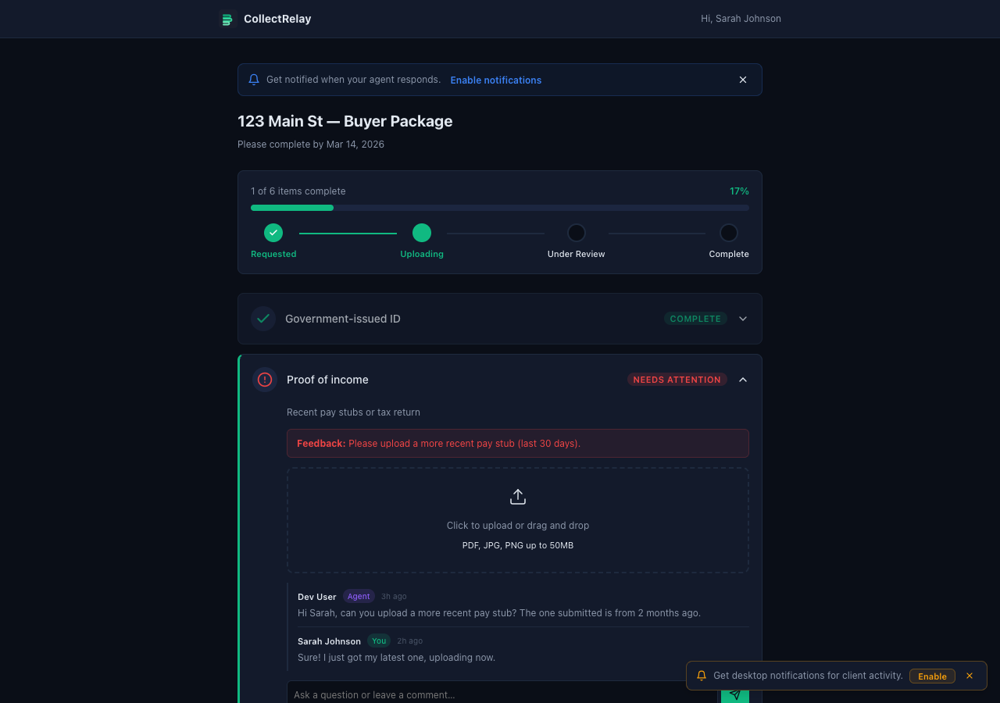 CollectRelay
Hi, Sarah Johnson
Get notified when your agent responds. Enable notifications
123 Main St — Buyer Package
Please complete by Mar 14, 2026
1 of 6 items complete
17%
Requested
Uploading
Under Review
Complete
Government-issued ID
COMPLETE
Proof of income
NEEDS ATTENTION
Recent pay stubs or tax return
Feedback: Please upload a more recent pay stub (last 30 days).
Click to upload or drag and drop
PDF, JPG, PNG up to 50MB
Dev User Agent 3h ago
Hi Sarah, can you upload a more recent pay stub? The one submitted is from 2 months ago.
Sarah Johnson You 2h ago
Sure! I just got my latest one, uploading now.
Get desktop notifications for client activity. Enable
Ask a question or leave a comment...